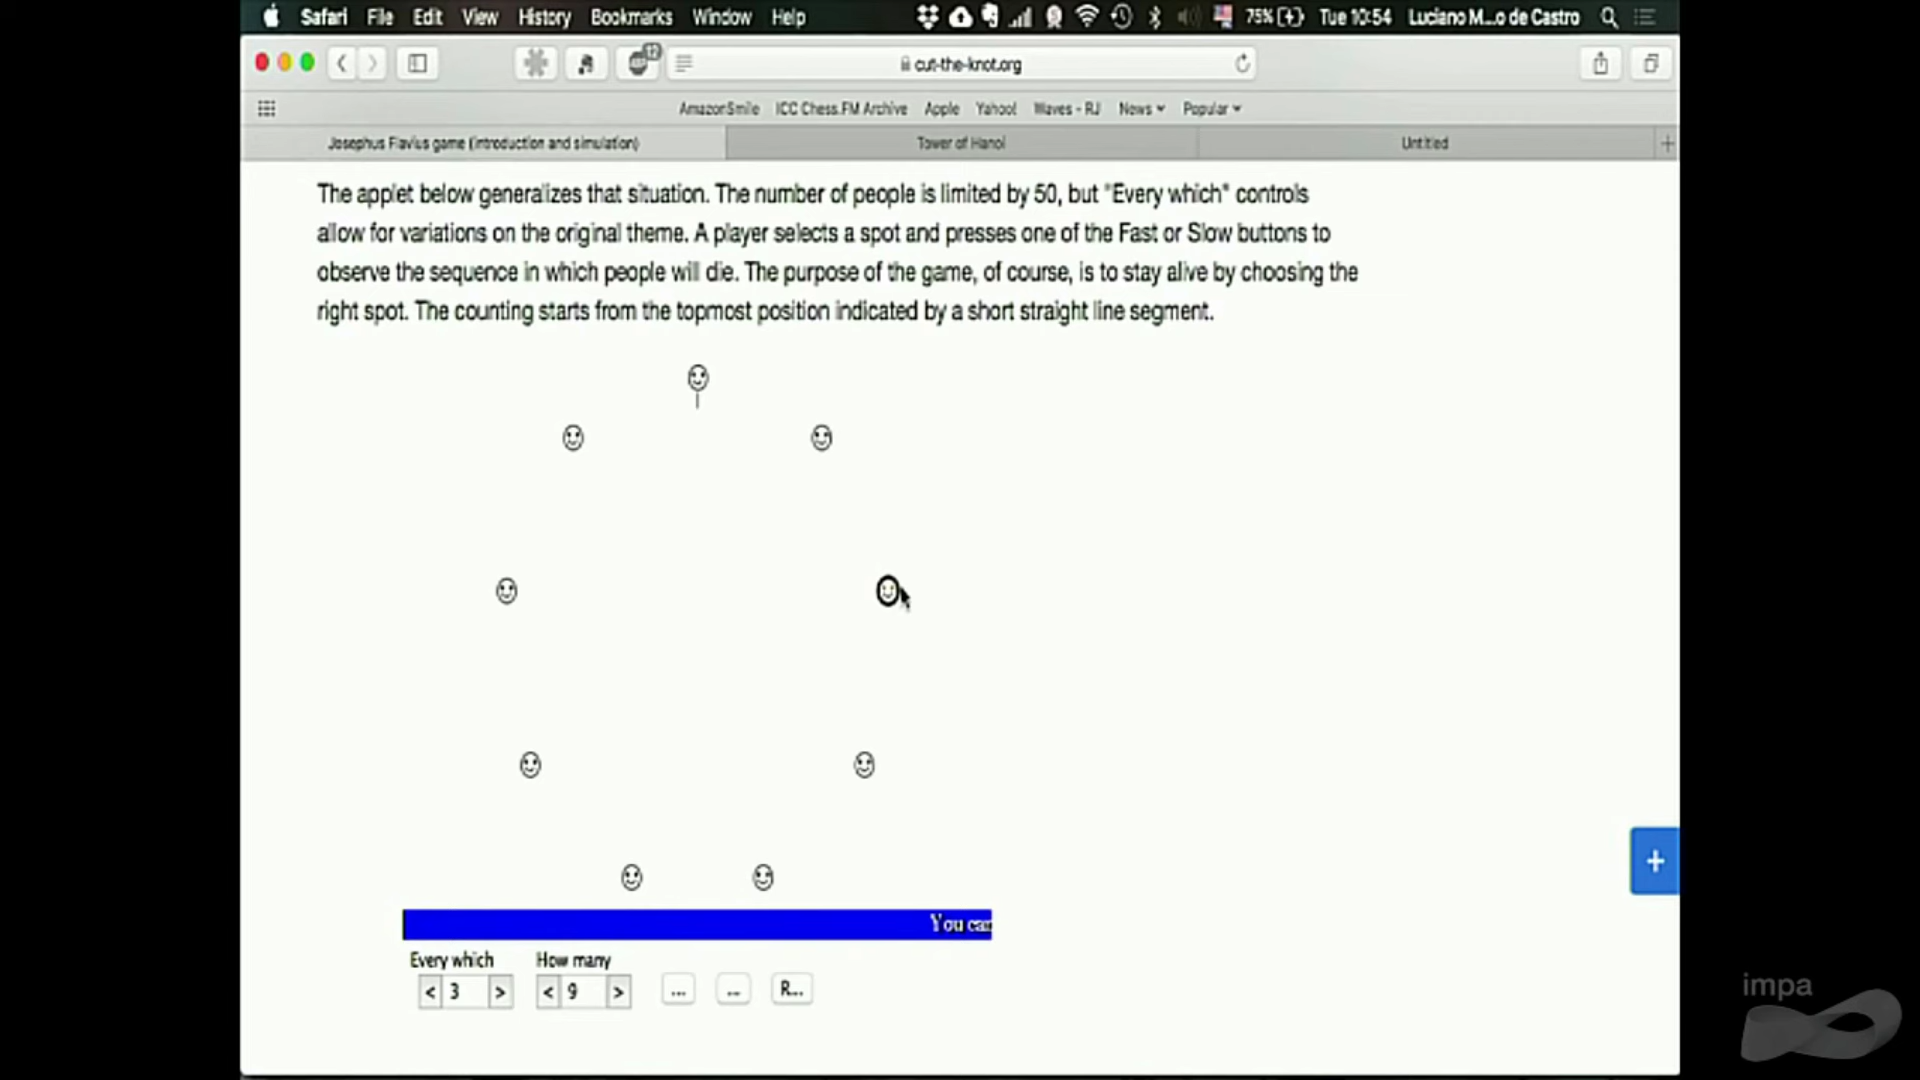 Safari File Edit View History Bookmarks Window Help 75% Tue 10:54 Luciano M...o de Castro
12
cut-the-knot.org
AmazonSmile ICC Chess.FM Archive Apple Yahoo! Waves - RJ News Popular
Josephus Flavius game (introduction and simulation) Tower of Hanoi Untitled +
The applet below generalizes that situation. The number of people is limited by 50, but "Every which" controls
allow for variations on the original theme. A player selects a spot and presses one of the Fast or Slow buttons to
observe the sequence in which people will die. The purpose of the game, of course, is to stay alive by choosing the
right spot. The counting starts from the topmost position indicated by a short straight line segment.
+
You can
Every which How many
< 3 > < 9 > ... ... R...
impa